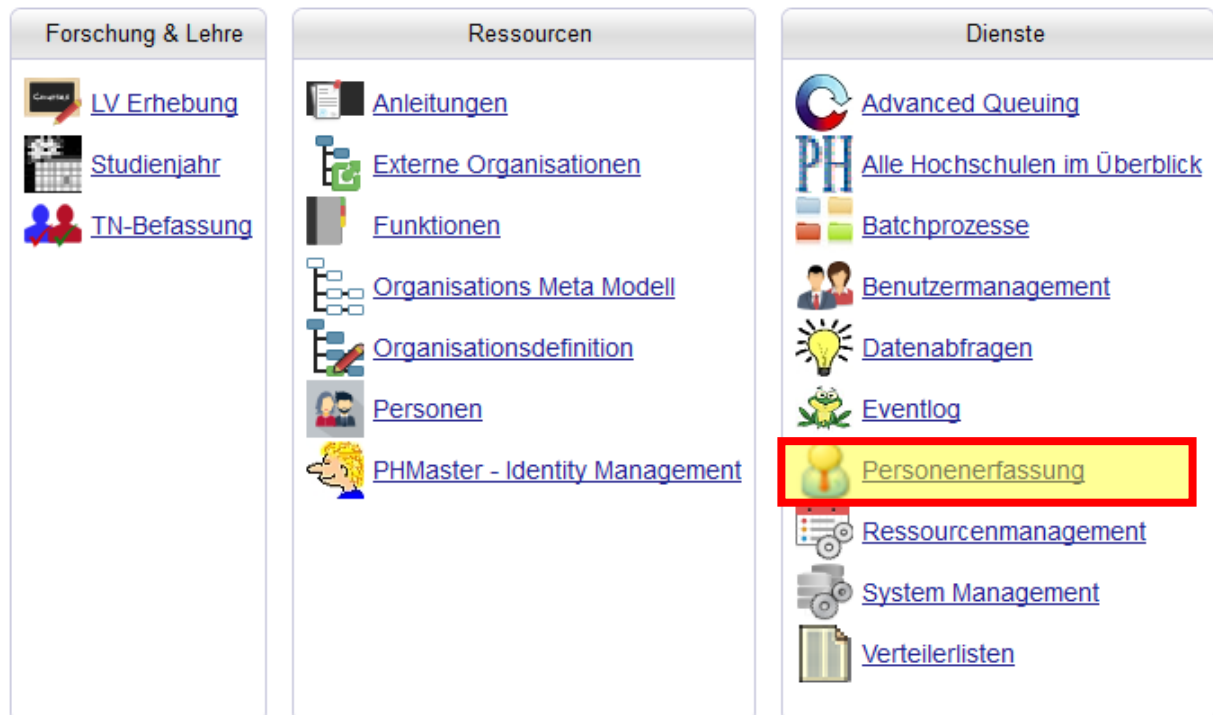 Forschung & Lehre
LV Erhebung
Studienjahr
TN-Befassung
Ressourcen
Anleitungen
Externe Organisationen
Funktionen
Organisations Meta Modell
Organisationsdefinition
Personen
PHMaster - Identity Management
Dienste
Advanced Queuing
PH
Alle Hochschulen im Überblick
Batchprozesse
Benutzermanagement
Datenabfragen
Eventlog
Personenerfassung
Ressourcenmanagement
System Management
Verteilerlisten